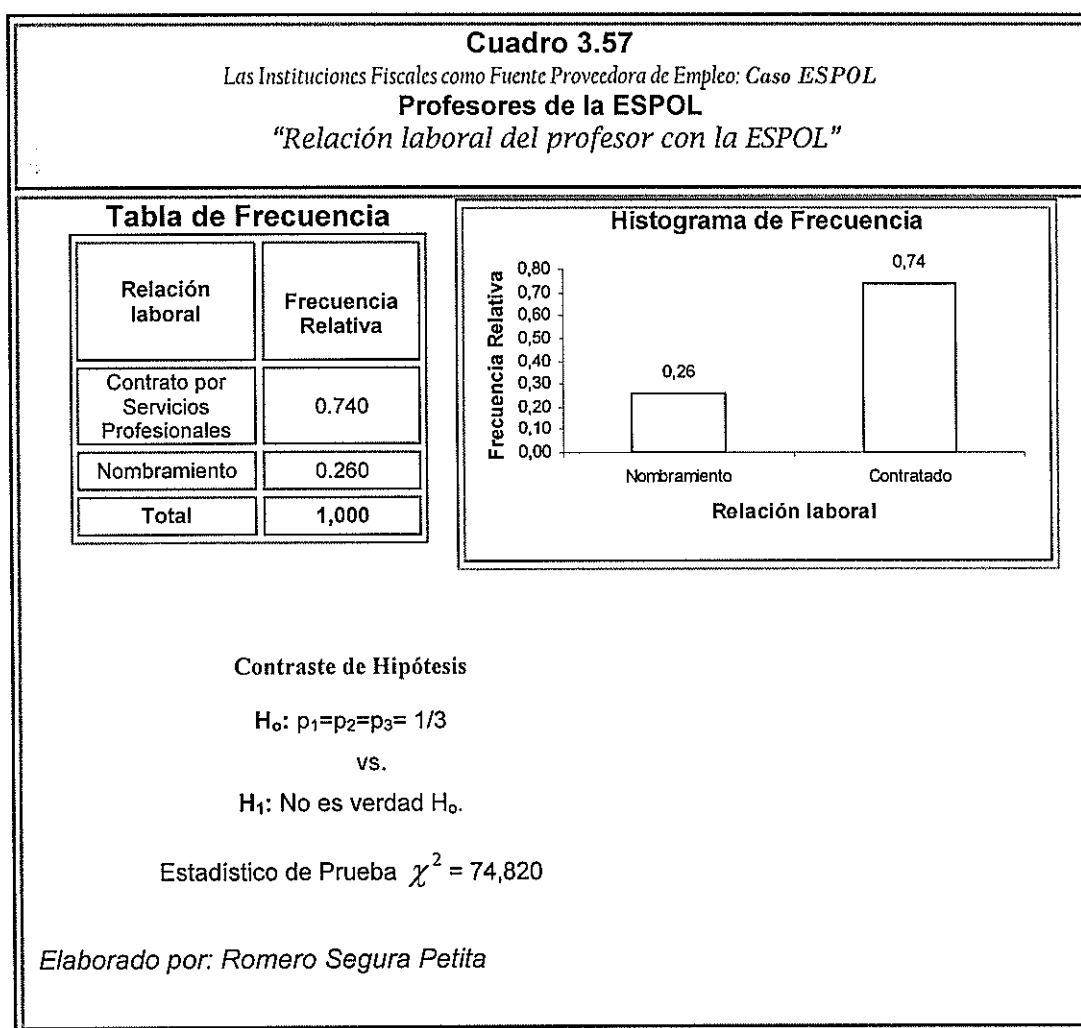 Cuadro 3.57
Las Instituciones Fiscales como Fuente Proveedora de Empleo: Caso ESPOL
Profesores de la ESPOL
“Relación laboral del profesor con la ESPOL”
Tabla de Frecuencia
Relación
laboral
Frecuencia
Relativa
Contrato por
Servicios
Profesionales
0.740
Nombramiento
0.260
Total
1,000
Histograma de Frecuencia
Frecuencia Relativa
0,80
0,70
0,60
0,50
0,40
0,30
0,20
0,10
0,00
0,26
0,74
Nombramiento
Contratado
Relación laboral
Contraste de Hipótesis
Ho: p1=p2=p3= 1/3
vs.
H1: No es verdad Ho.
Estadístico de Prueba χ² = 74,820
Elaborado por: Romero Segura Petita